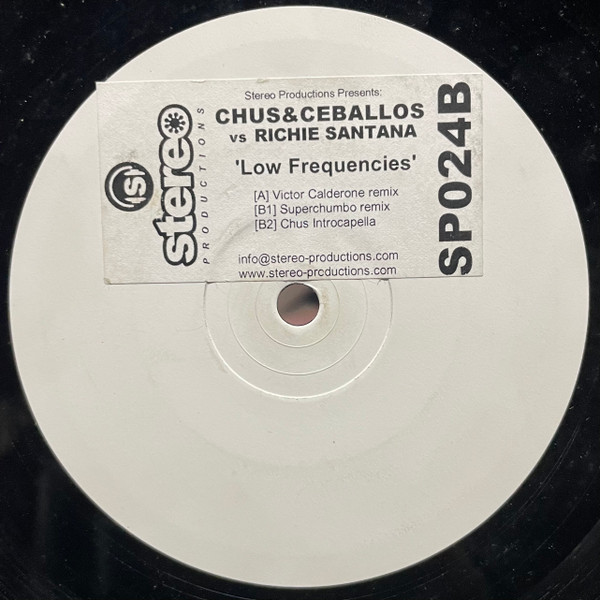 Stereo Productions Presents:
CHUS&CEBALLOS
vs RICHIE SANTANA
'Low Frequencies'
[A] Victor Calderone remix
[B1] Superchumbo remix
[B2] Chus Introcapella
info@stereo-productions.com
www.stereo-productions.com
(s)
stereo
PRODUCTIONS
SP024B